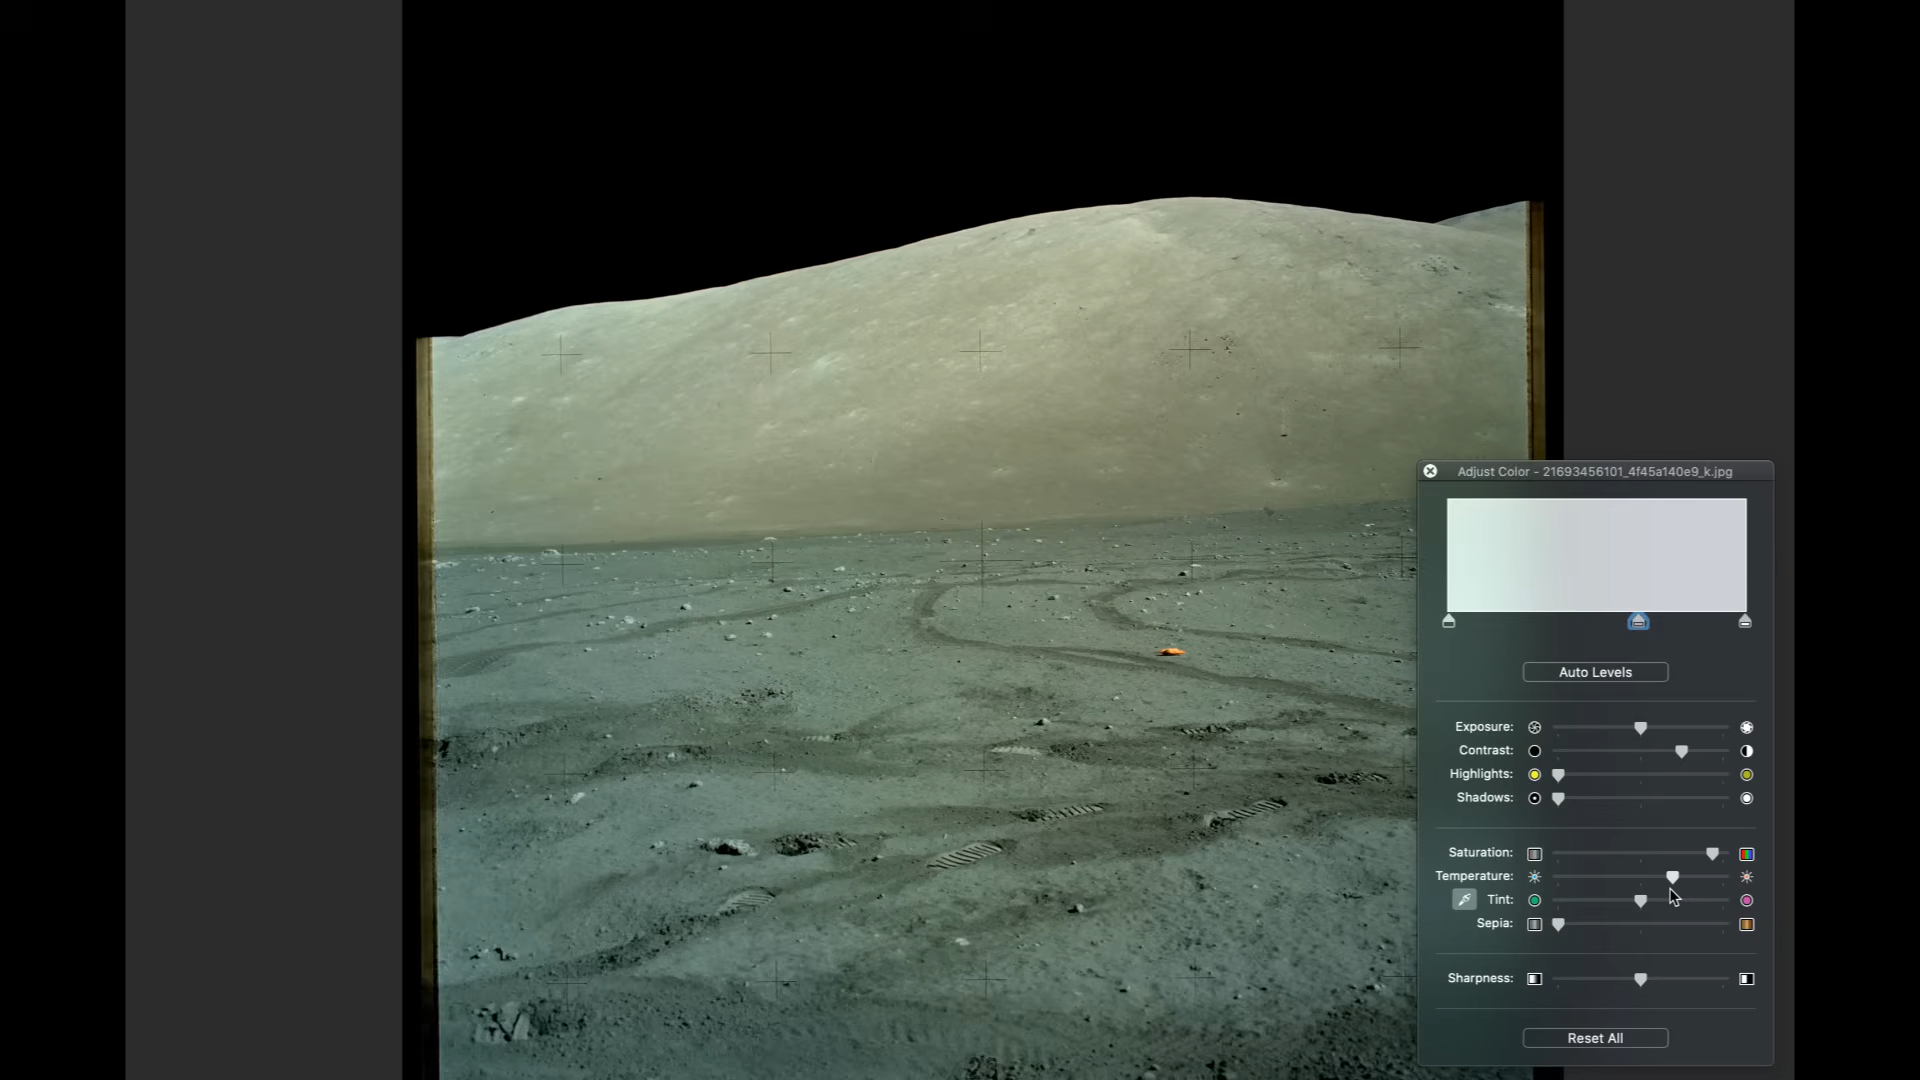 Adjust Color - 21693456101_4f45a140e9_k.jpg
Auto Levels
Exposure:
Contrast:
Highlights:
Shadows:
Saturation:
Temperature:
Tint:
Sepia:
Sharpness:
Reset All